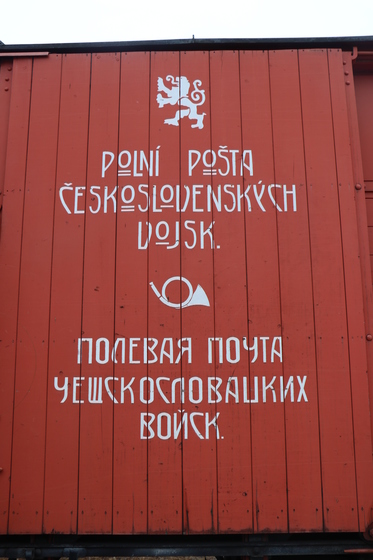 POLNÍ POŠTA
ČESKOSLOVENSKÝCH
VOJSK.
ПОЛЕВАЯ ПОЧТА
ЧЕШСКОСЛОВАЦКИХ
ВОЙСК.